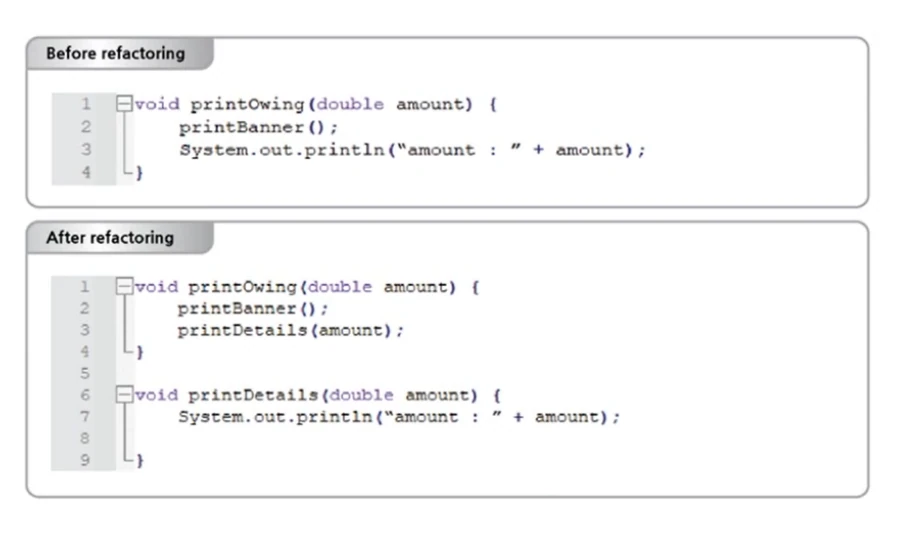 Before refactoring
1 void printOwing(double amount) {
2 printBanner();
3 System.out.println(“amount : ” + amount);
4 }
After refactoring
1 void printOwing(double amount) {
2 printBanner();
3 printDetails(amount);
4 }
5
6 void printDetails(double amount) {
7 System.out.println(“amount : ” + amount);
8
9 }